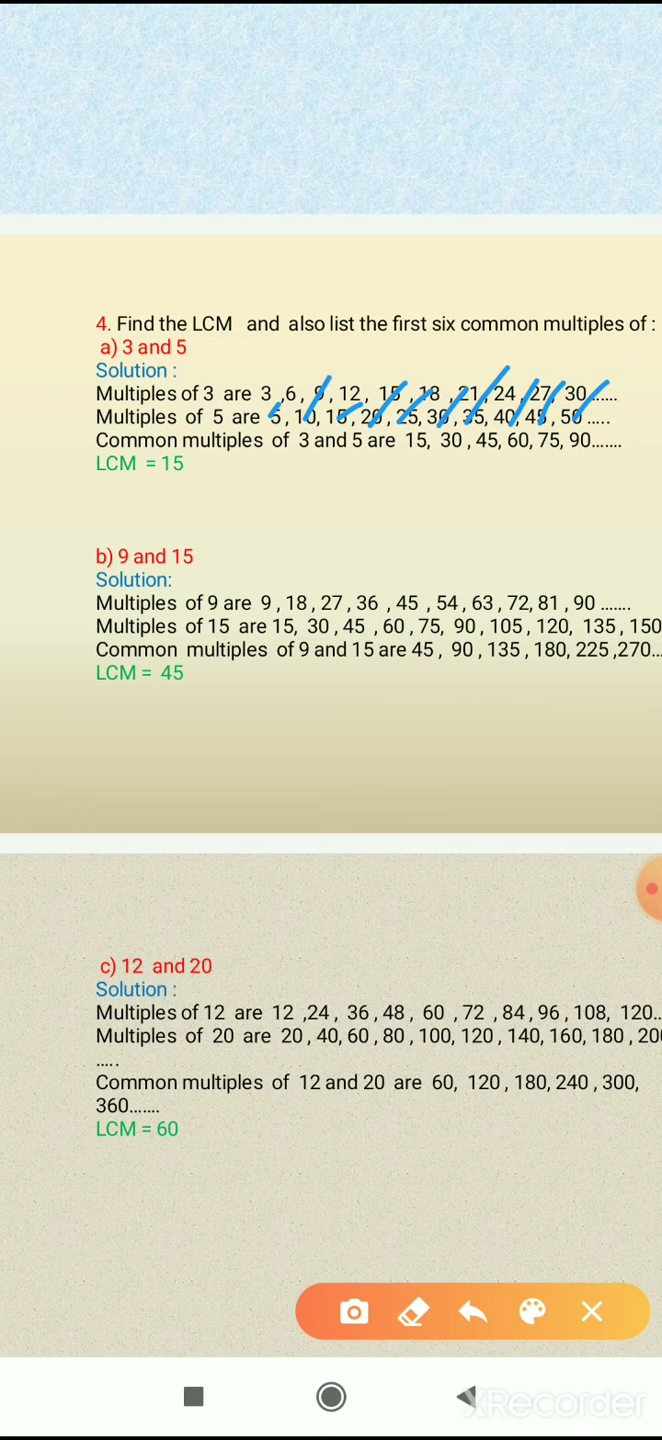 4. Find the LCM and also list the first six common multiples of :
a) 3 and 5
Solution :
Multiples of 3 are 3 ,6 , 9 , 12 , 15 , 18 , 21, 24 , 27, 30.......
Multiples of 5 are 5 , 10, 15 , 20 , 25, 30 , 35, 40, 45 , 50 .....
Common multiples of 3 and 5 are 15, 30 , 45, 60, 75, 90.......
LCM = 15
b) 9 and 15
Solution:
Multiples of 9 are 9 , 18 , 27 , 36 , 45 , 54 , 63 , 72, 81 , 90 .......
Multiples of 15 are 15, 30 , 45 , 60 , 75, 90 , 105 , 120, 135 , 150
Common multiples of 9 and 15 are 45 , 90 , 135 , 180, 225 ,270...
LCM = 45
c) 12 and 20
Solution :
Multiples of 12 are 12 ,24 , 36 , 48 , 60 , 72 , 84 , 96 , 108, 120..
Multiples of 20 are 20 , 40, 60 , 80 , 100, 120 , 140, 160, 180 , 200
.....
Common multiples of 12 and 20 are 60, 120 , 180, 240 , 300,
360.......
LCM = 60
XRecorder